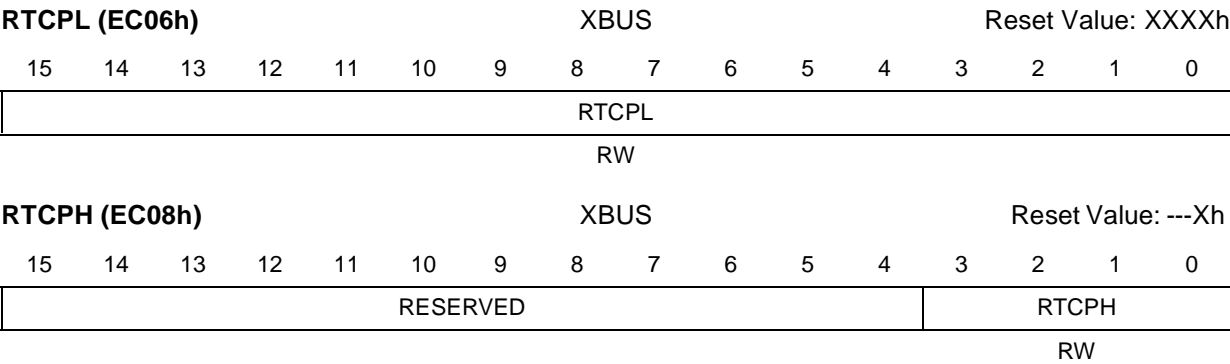 RTCPL (EC06h) XBUS Reset Value: XXXXh
15 14 13 12 11 10 9 8 7 6 5 4 3 2 1 0
RTCPL
RW
RTCPH (EC08h) XBUS Reset Value: ---Xh
15 14 13 12 11 10 9 8 7 6 5 4 3 2 1 0
RESERVED RTCPH
RW